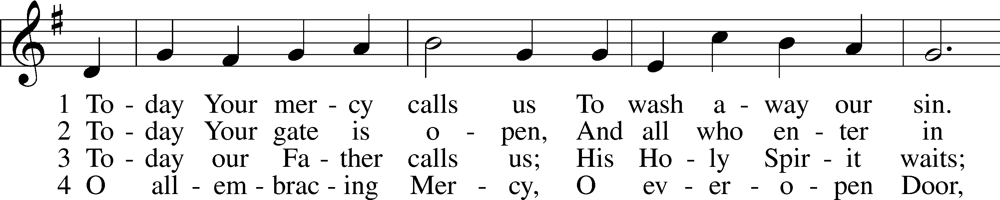 1 To - day Your mer - cy calls us To wash a - way our sin.
2 To - day Your gate is o - pen, And all who en - ter in
3 To - day our Fa - ther calls us; His Ho - ly Spir - it waits;
4 O all - em - brac - ing Mer - cy, O ev - er - o - pen Door,